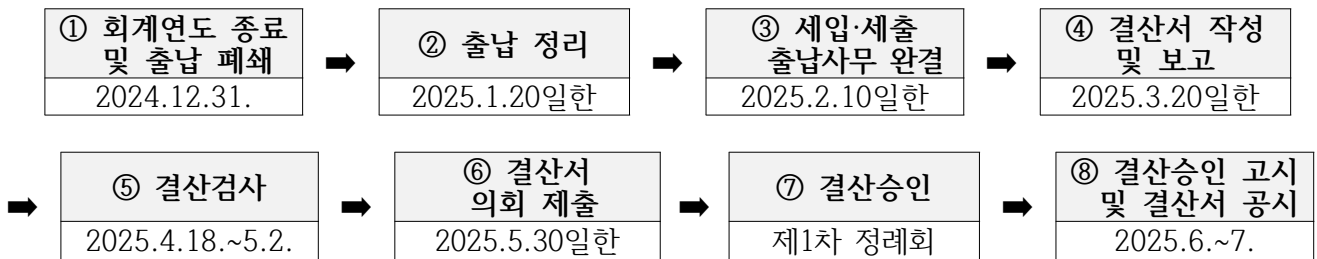 ① 회계연도 종료
및 출납 폐쇄
2024.12.31.
➡
② 출납 정리
2025.1.20일한
➡
③ 세입·세출
출납사무 완결
2025.2.10일한
➡
④ 결산서 작성
및 보고
2025.3.20일한
➡
⑤ 결산검사
2025.4.18.~5.2.
➡
⑥ 결산서
의회 제출
2025.5.30일한
➡
⑦ 결산승인
제1차 정례회
➡
⑧ 결산승인 고시
및 결산서 공시
2025.6.~7.